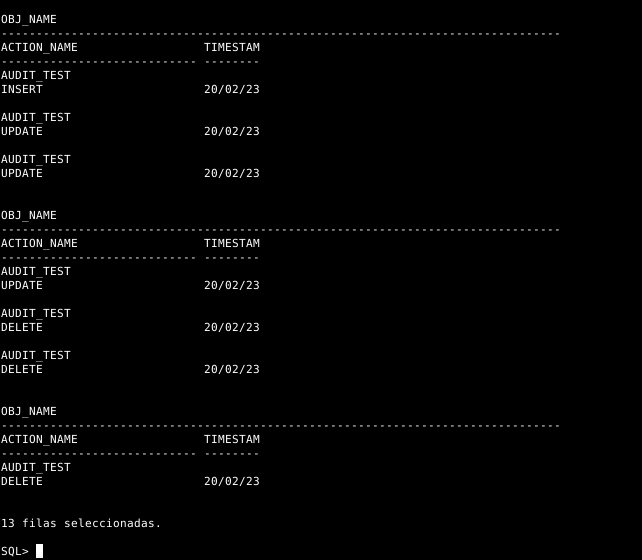 OBJ_NAME
--------------------------------------------------------------------------------
ACTION_NAME                  TIMESTAM
---------------------------- --------
AUDIT_TEST
INSERT                       20/02/23
AUDIT_TEST
UPDATE                       20/02/23
AUDIT_TEST
UPDATE                       20/02/23
OBJ_NAME
--------------------------------------------------------------------------------
ACTION_NAME                  TIMESTAM
---------------------------- --------
AUDIT_TEST
UPDATE                       20/02/23
AUDIT_TEST
DELETE                       20/02/23
AUDIT_TEST
DELETE                       20/02/23
OBJ_NAME
--------------------------------------------------------------------------------
ACTION_NAME                  TIMESTAM
---------------------------- --------
AUDIT_TEST
DELETE                       20/02/23
13 filas seleccionadas.
SQL>